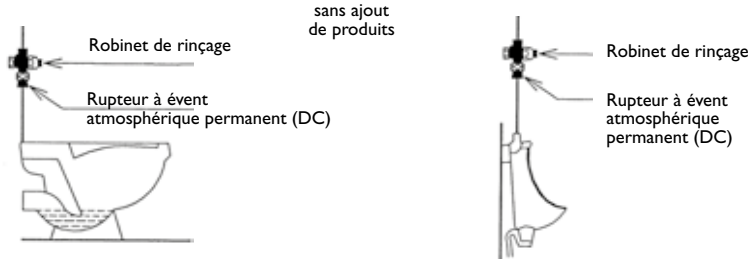 sans ajout
de produits
Robinet de rinçage
Rupteur à évent
atmosphérique permanent (DC)
Robinet de rinçage
Rupteur à évent
atmosphérique
permanent (DC)